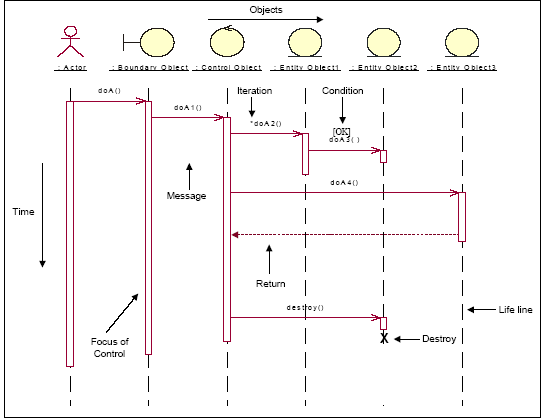 Objects
: Actor
: Boundary Object
: Control Object
: Entity Object1
: Entity Object2
: Entity Object3
doA()
Iteration
Condition
doA1()
*doA2()
[OK]
doA3( )
Message
doA4()
Time
Return
destroy()
Life line
Focus of
Control
X
Destroy